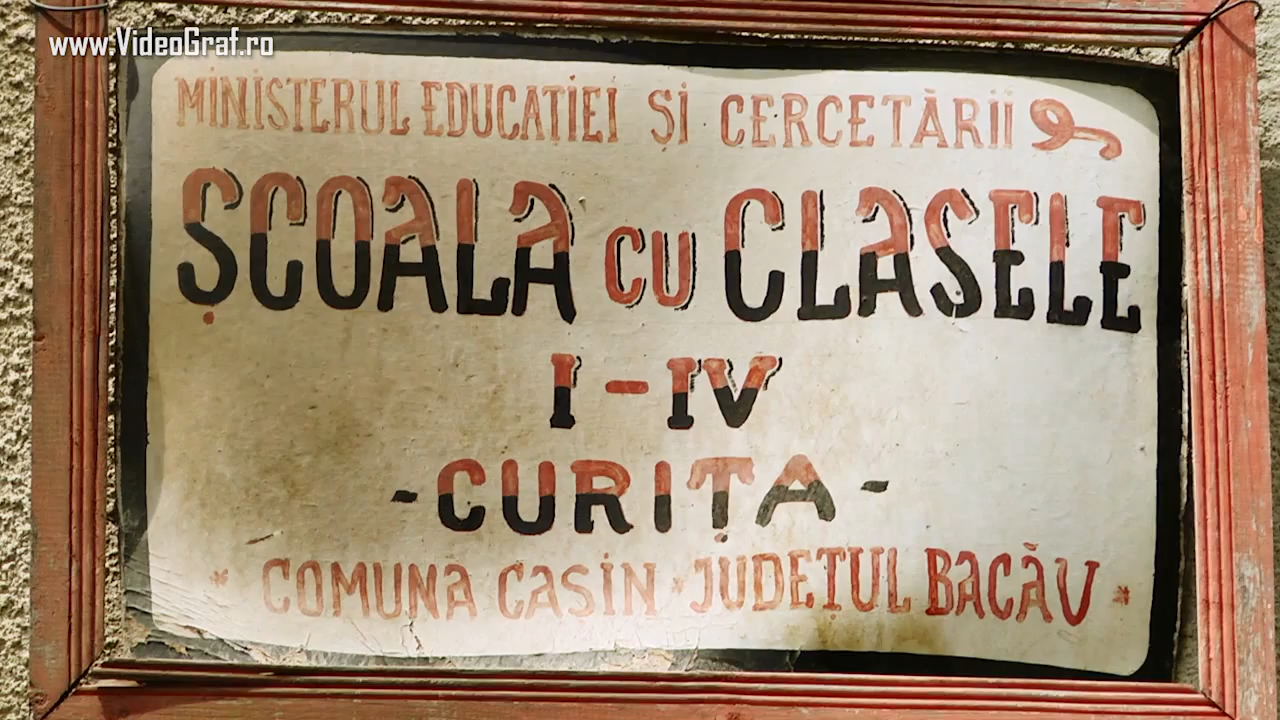 www.VideoGraf.ro
MINISTERUL EDUCAȚIEI ȘI CERCETĂRII
ȘCOALA CU CLASELE
I-IV
-CURIȚA-
* COMUNA CASIN * JUDEȚUL BACĂU *